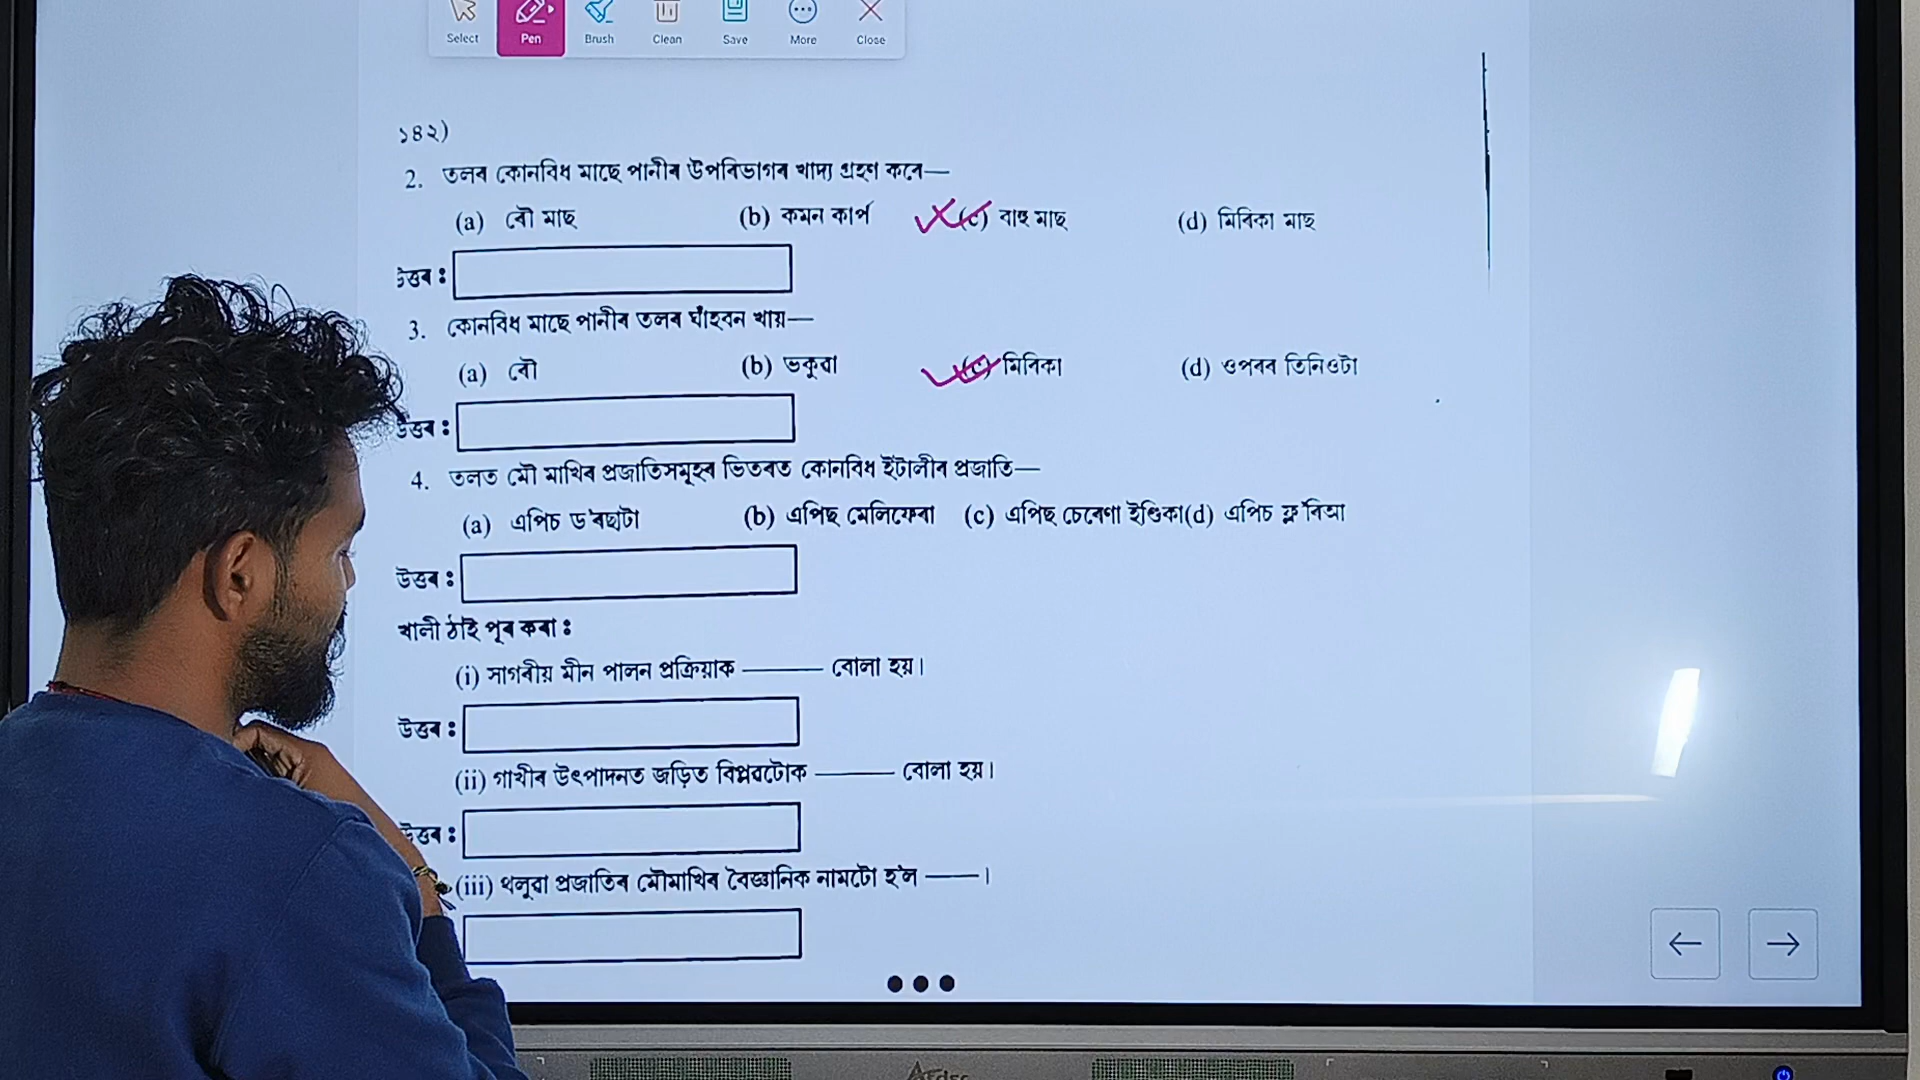 Select Pen Brush Clean Save More Close
১৪২)
2. তলৰ কোনবিধ মাছে পানীৰ উপৰিভাগৰ খাদ্য গ্ৰহণ কৰে—
(a) ৰৌ মাছ (b) কমন কাৰ্প (c) বাহু মাছ (d) মিৰিকা মাছ
উত্তৰ :
3. কোনবিধ মাছে পানীৰ তলৰ ঘাঁহবন খায়—
(a) ৰৌ (b) ভকুৱা (c) মিৰিকা (d) ওপৰৰ তিনিওটা
উত্তৰ :
4. তলত মৌ মাখিৰ প্ৰজাতিসমূহৰ ভিতৰত কোনবিধ ইটালীৰ প্ৰজাতি—
(a) এপিচ ড'ৰছাটা (b) এপিছ মেলিফেৰা (c) এপিছ চেৰেণা ইণ্ডিকা(d) এপিচ ফ্ল'ৰিআ
উত্তৰ :
খালী ঠাই পূৰ কৰা :
(i) সাগৰীয় মীন পালন প্ৰক্ৰিয়াক ——— বোলা হয়।
উত্তৰ :
(ii) গাখীৰ উৎপাদনত জড়িত বিপ্লৱটোক ——— বোলা হয়।
উত্তৰ :
(iii) থলুৱা প্ৰজাতিৰ মৌমাখিৰ বৈজ্ঞানিক নামটো হ'ল ——।